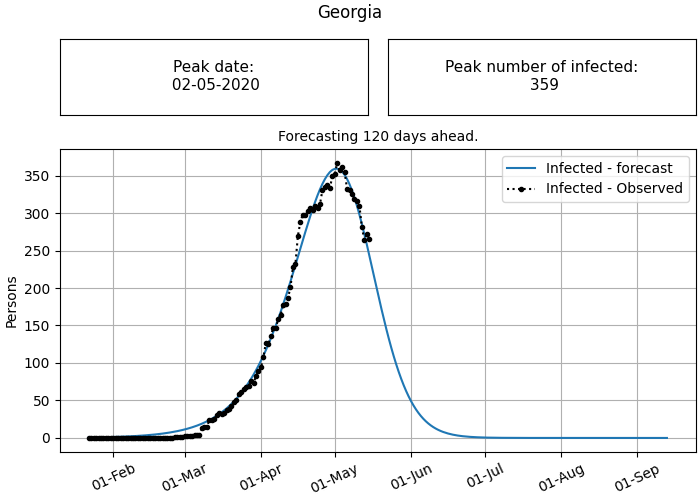 Georgia
Peak date:
02-05-2020
Peak number of infected:
359
Forecasting 120 days ahead.
Infected - forecast
Infected - Observed
Persons
350
300
250
200
150
100
50
0
01-Feb
01-Mar
01-Apr
01-May
01-Jun
01-Jul
01-Aug
01-Sep